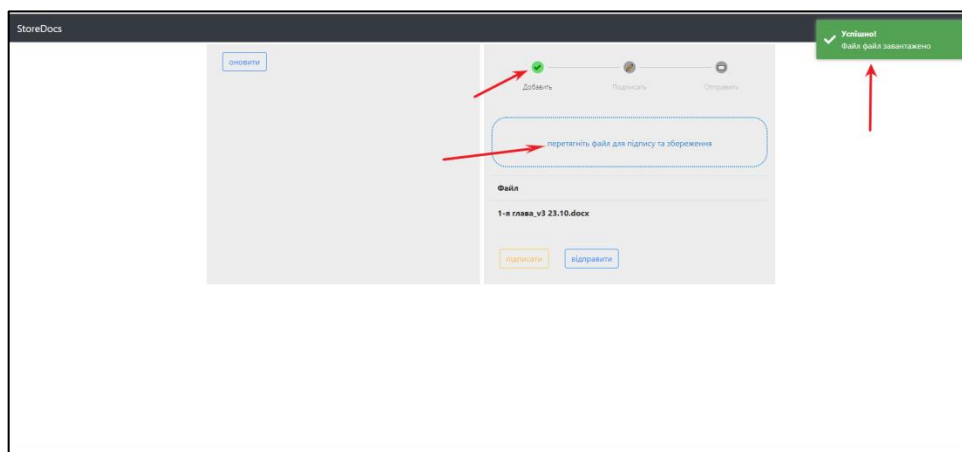 StoreDocs
Успішно!
Файл файл завантажено
оновити
Добавить
Подписать
Отправить
перетягніть файл для підпису та збереження
Файл
1-я глава_v3 23.10.docx
підписати
відправити